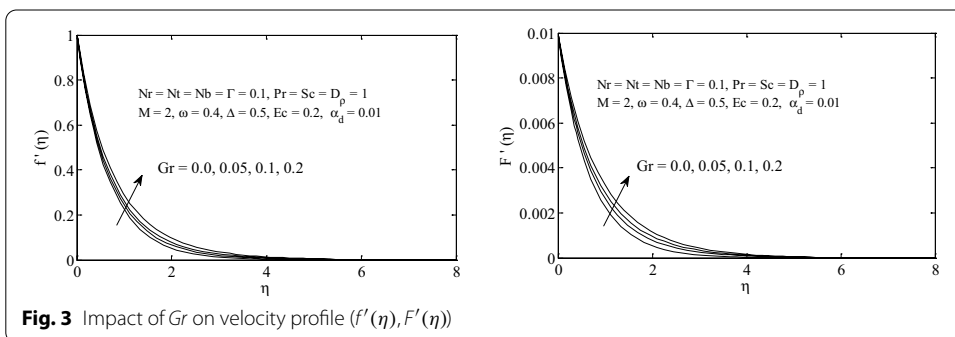 1
0.8
0.6
0.4
0.2
0
f'(η)
Nr = Nt = Nb = Γ = 0.1, Pr = Sc = D_ρ = 1
M = 2, ω = 0.4, Δ = 0.5, Ec = 0.2, α_d = 0.01
Gr = 0.0, 0.05, 0.1, 0.2
0 2 4 6 8
η
0.01
0.008
0.006
0.004
0.002
0
F'(η)
Nr = Nt = Nb = Γ = 0.1, Pr = Sc = D_ρ = 1
M = 2, ω = 0.4, Δ = 0.5, Ec = 0.2, α_d = 0.01
Gr = 0.0, 0.05, 0.1, 0.2
0 2 4 6 8
η
Fig. 3 Impact of Gr on velocity profile (f'(η), F'(η))